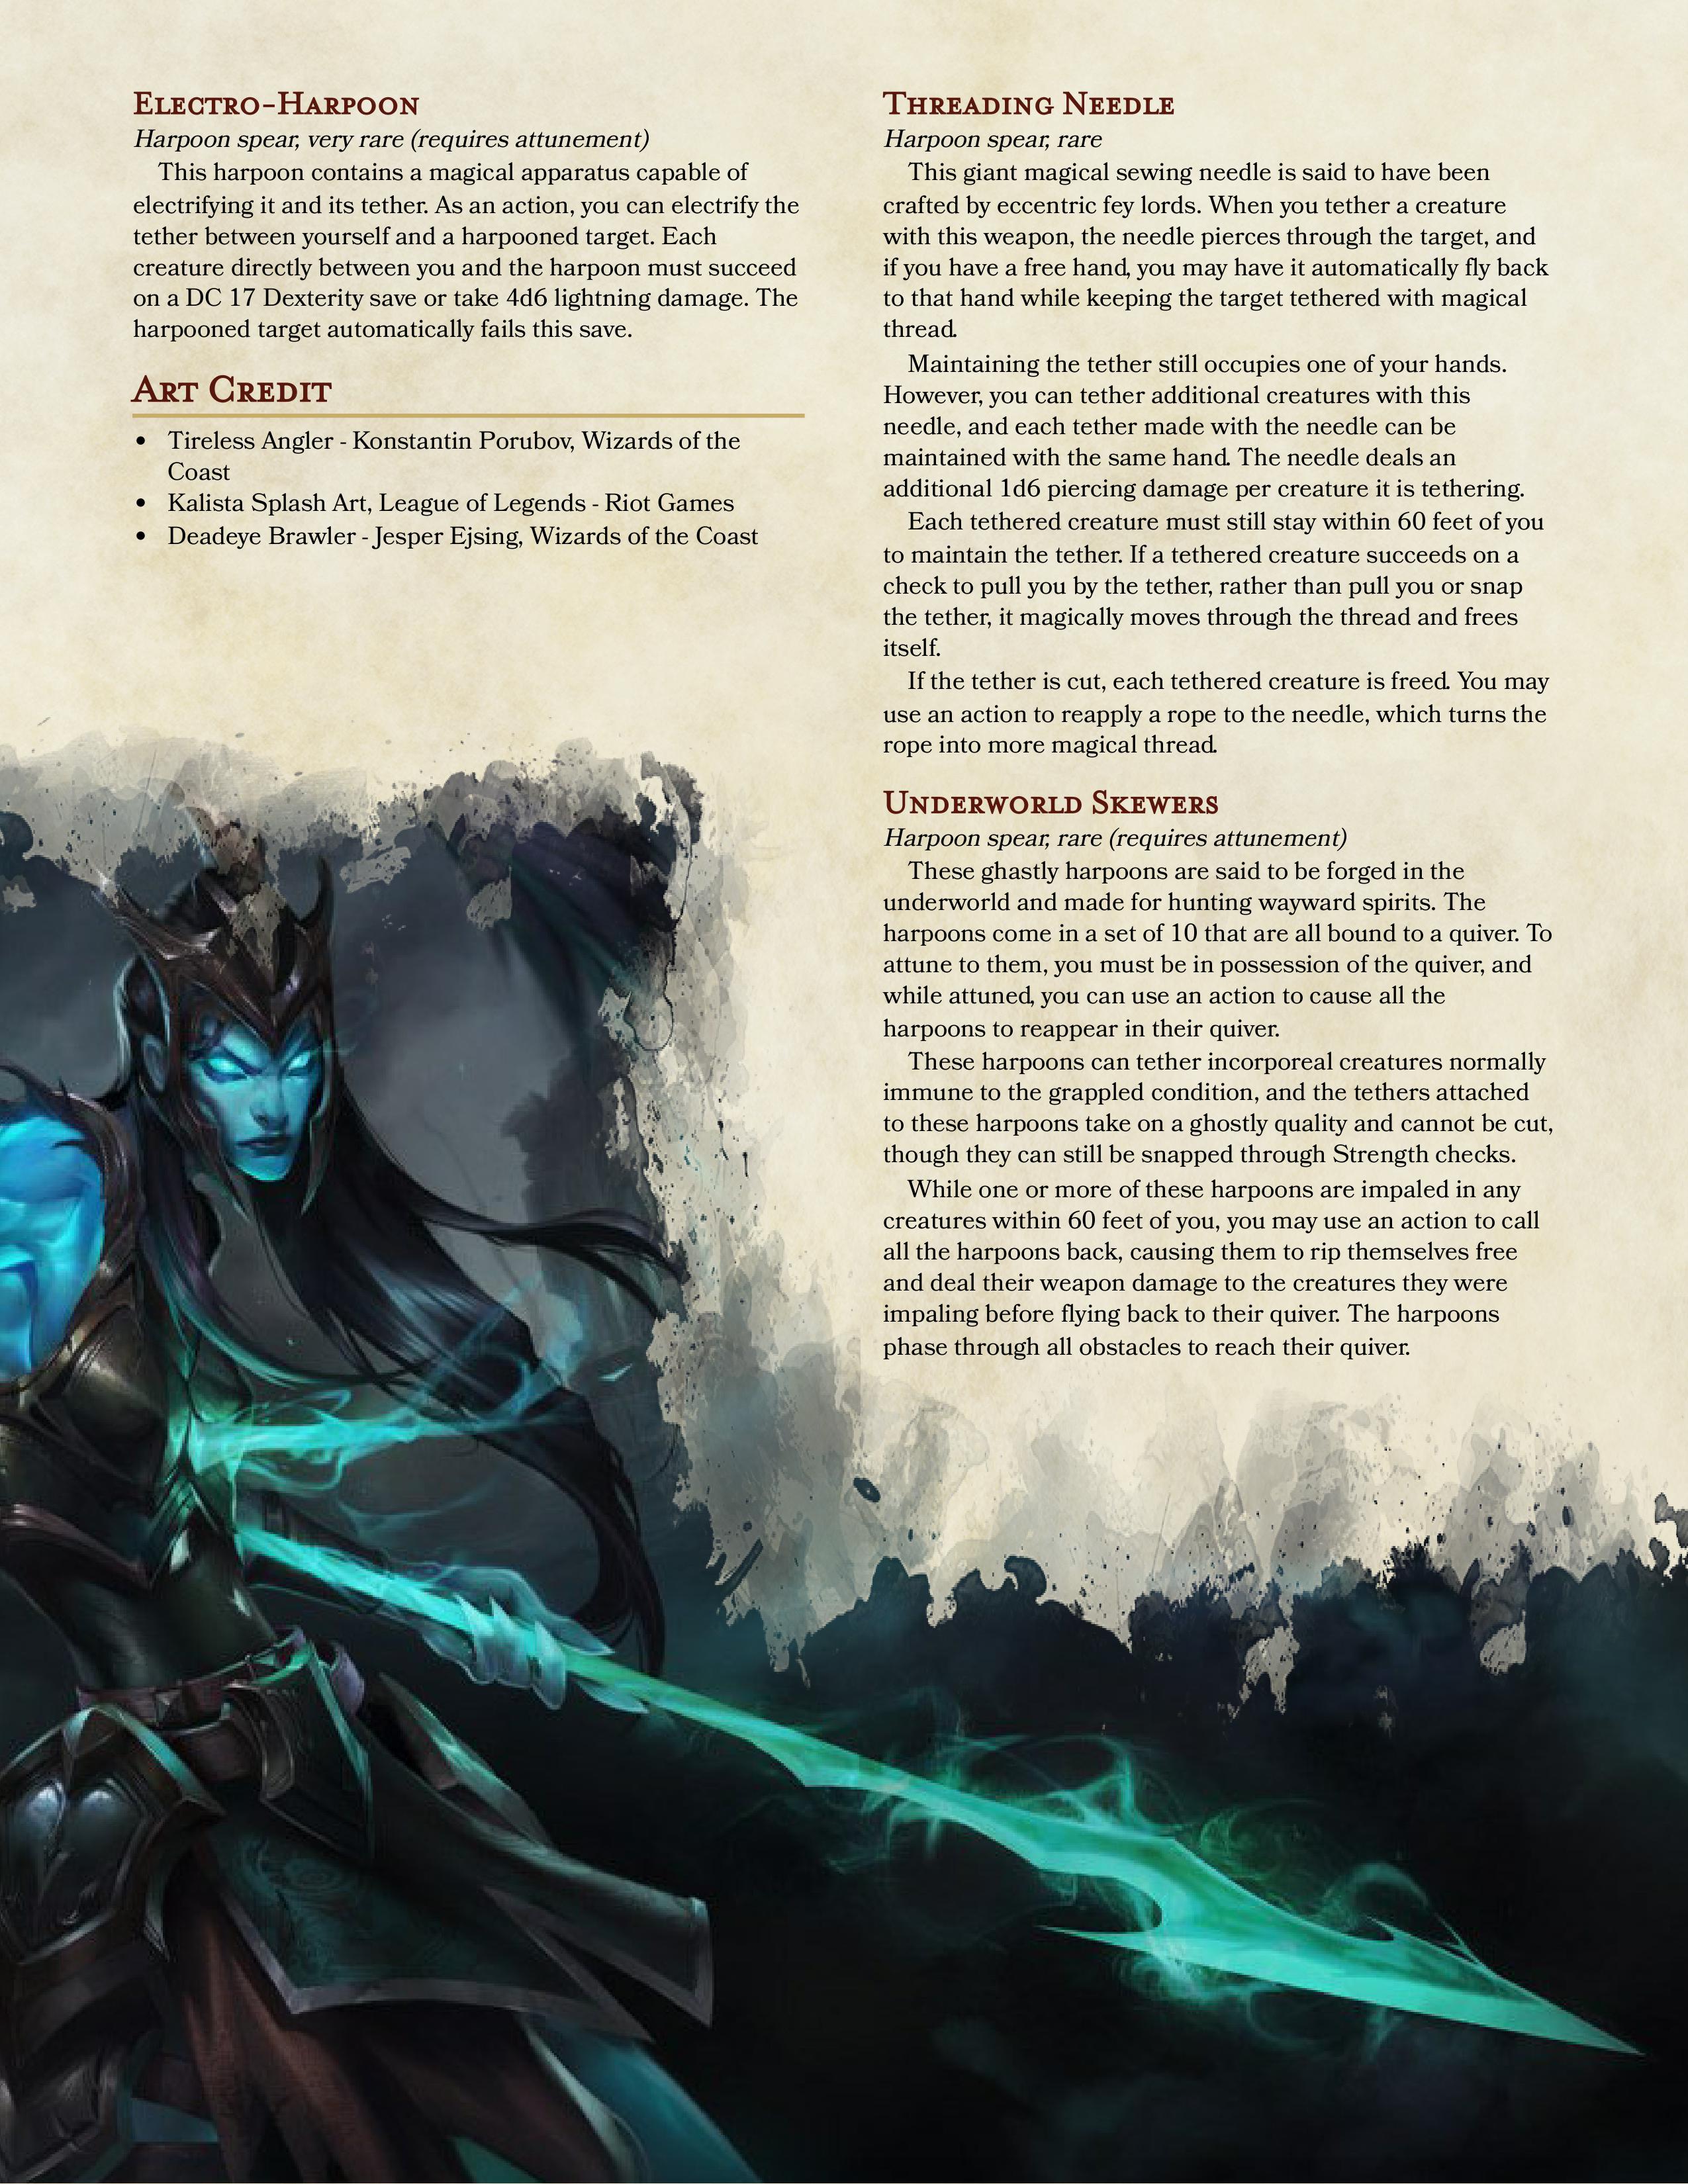 Electro-Harpoon
Harpoon spear, very rare (requires attunement)
This harpoon contains a magical apparatus capable of
electrifying it and its tether. As an action, you can electrify the
tether between yourself and a harpooned target. Each
creature directly between you and the harpoon must succeed
on a DC 17 Dexterity save or take 4d6 lightning damage. The
harpooned target automatically fails this save.
Art Credit
• Tireless Angler - Konstantin Porubov, Wizards of the
Coast
• Kalista Splash Art, League of Legends - Riot Games
• Deadeye Brawler - Jesper Ejsing, Wizards of the Coast
Threading Needle
Harpoon spear, rare
This giant magical sewing needle is said to have been
crafted by eccentric fey lords. When you tether a creature
with this weapon, the needle pierces through the target, and
if you have a free hand, you may have it automatically fly back
to that hand while keeping the target tethered with magical
thread.
Maintaining the tether still occupies one of your hands.
However, you can tether additional creatures with this
needle, and each tether made with the needle can be
maintained with the same hand. The needle deals an
additional 1d6 piercing damage per creature it is tethering.
Each tethered creature must still stay within 60 feet of you
to maintain the tether. If a tethered creature succeeds on a
check to pull you by the tether, rather than pull you or snap
the tether, it magically moves through the thread and frees
itself.
If the tether is cut, each tethered creature is freed. You may
use an action to reapply a rope to the needle, which turns the
rope into more magical thread.
Underworld Skewers
Harpoon spear, rare (requires attunement)
These ghastly harpoons are said to be forged in the
underworld and made for hunting wayward spirits. The
harpoons come in a set of 10 that are all bound to a quiver. To
attune to them, you must be in possession of the quiver, and
while attuned, you can use an action to cause all the
harpoons to reappear in their quiver.
These harpoons can tether incorporeal creatures normally
immune to the grappled condition, and the tethers attached
to these harpoons take on a ghostly quality and cannot be cut,
though they can still be snapped through Strength checks.
While one or more of these harpoons are impaled in any
creatures within 60 feet of you, you may use an action to call
all the harpoons back, causing them to rip themselves free
and deal their weapon damage to the creatures they were
impaling before flying back to their quiver. The harpoons
phase through all obstacles to reach their quiver.